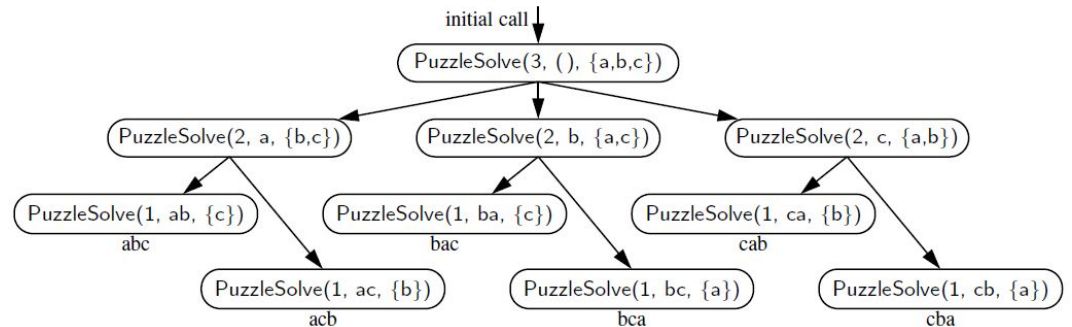 initial call
PuzzleSolve(3, ( ), {a,b,c})
PuzzleSolve(2, a, {b,c})
PuzzleSolve(2, b, {a,c})
PuzzleSolve(2, c, {a,b})
PuzzleSolve(1, ab, {c})
PuzzleSolve(1, ba, {c})
PuzzleSolve(1, ca, {b})
abc
bac
cab
PuzzleSolve(1, ac, {b})
PuzzleSolve(1, bc, {a})
PuzzleSolve(1, cb, {a})
acb
bca
cba